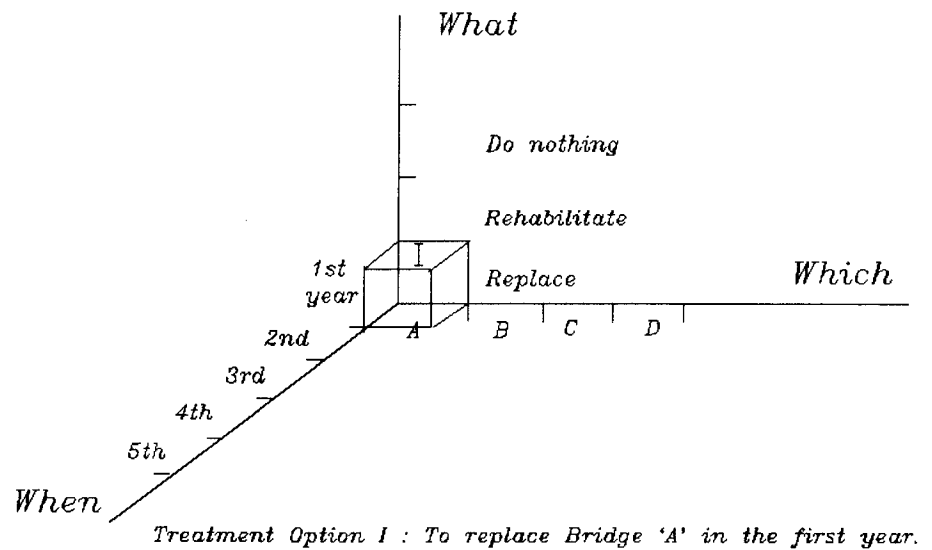 What
Do nothing
Rehabilitate
I
1st
year
Replace
Which
A B C D
2nd
3rd
4th
5th
When
Treatment Option I : To replace Bridge 'A' in the first year.